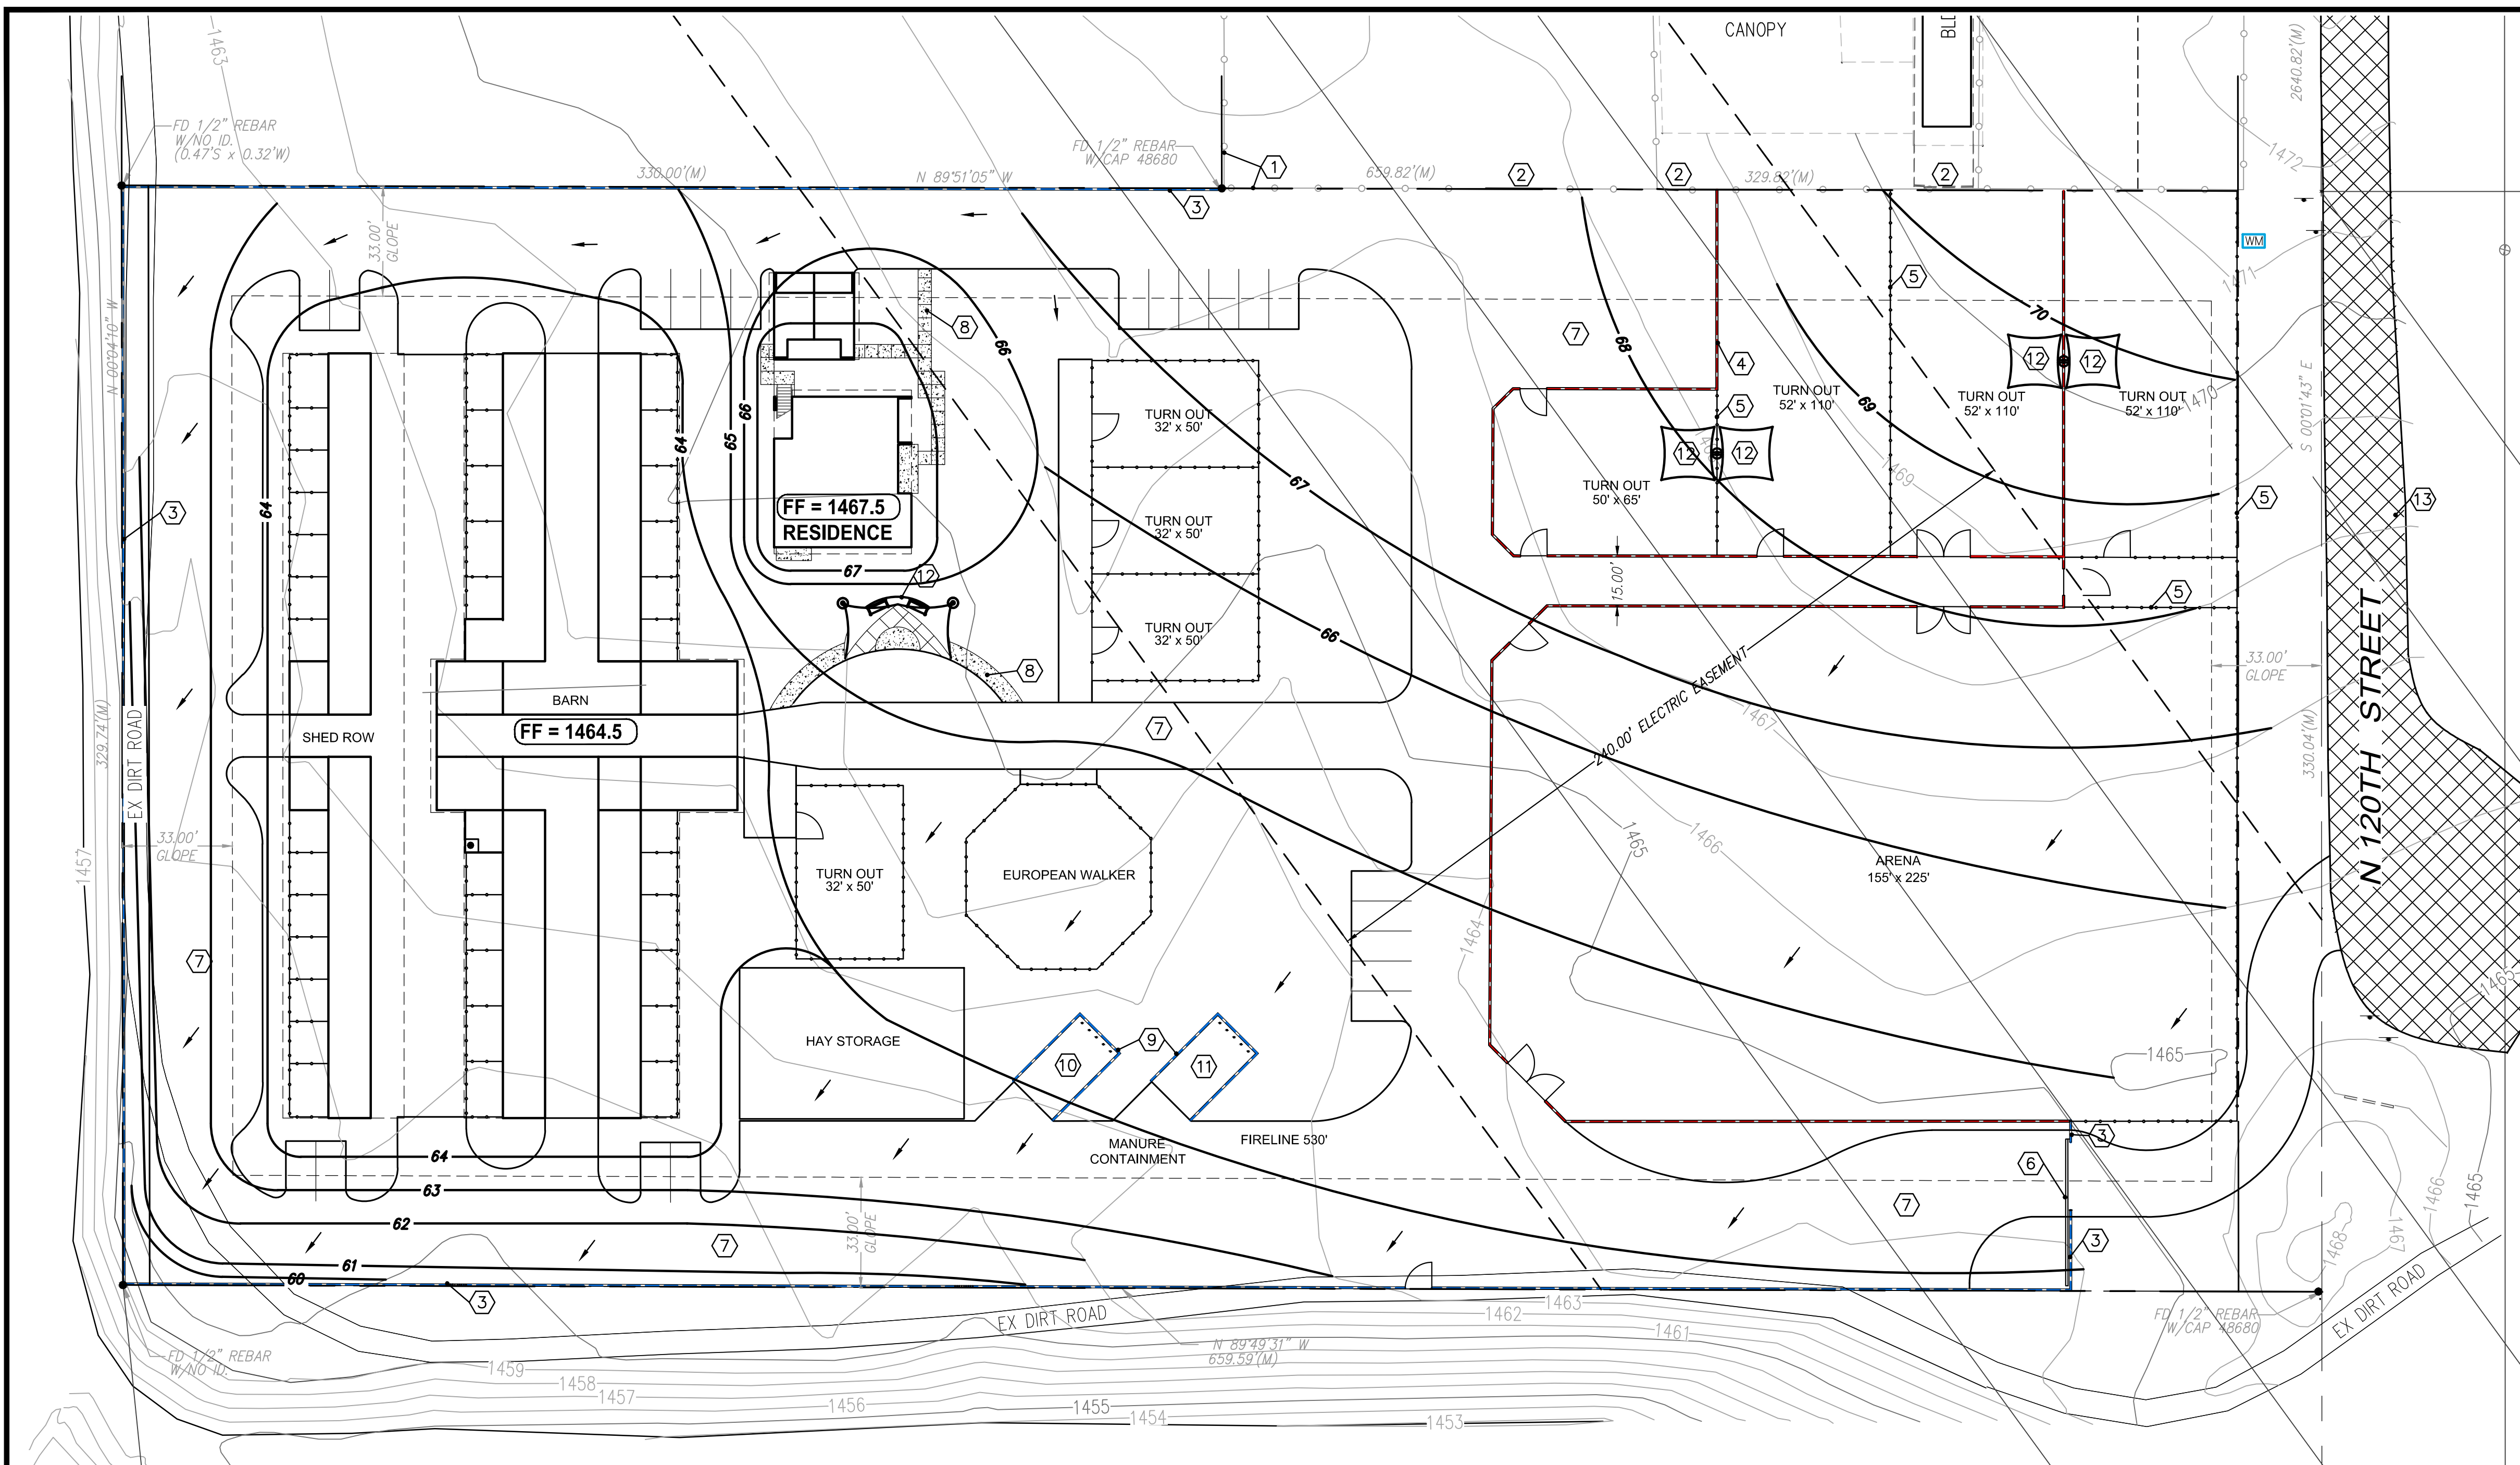 CANOPY
1463
2640.82'(M)
FD 1/2" REBAR
W/NO ID.
(0.47'S x 0.32'W)
FD 1/2" REBAR
W/CAP 48680
1
1472
330.00'(M)
N 89°51'05" W
659.82'(M)
2
2
329.82'(M)
2
3
33.00'
GLOPE
WM
5
1471
N 00°04'10" W
8
66
7
68
70
4
12
12
TURN OUT
52' x 110'
TURN OUT
52' x 110'
TURN OUT
52' x 110'
1470
S 00°01'43" E
69
5
TURN OUT
32' x 50'
66
65
64
64
12
12
1469
67
TURN OUT
50' x 65'
FF = 1467.5
RESIDENCE
3
5
13
TURN OUT
32' x 50'
67
12
15.00'
5
TURN OUT
32' x 50'
66
8
33.00'
GLOPE
N 120TH STREET
240.00' ELECTRIC EASEMENT
BARN
FF = 1464.5
SHED ROW
7
1467
329.74'(M)
EX DIRT ROAD
330.04'(M)
33.00'
GLOPE
1457
1465
1466
TURN OUT
32' x 50'
EUROPEAN WALKER
ARENA
155' x 225'
1464
7
1465
HAY STORAGE
9
10
11
1465
MANURE
CONTAINMENT
FIRELINE 530'
3
64
63
6
1466
1465
62
33.00'
GLOPE
7
7
3
1467
1468
61
60
3
EX DIRT ROAD
1463
1462
1461
FD 1/2" REBAR
W/CAP 48680
EX DIRT ROAD
N 89°49'31" W
659.59'(M)
FD 1/2" REBAR
W/NO ID.
1459
1458
1457
1456
1455
1454
1453